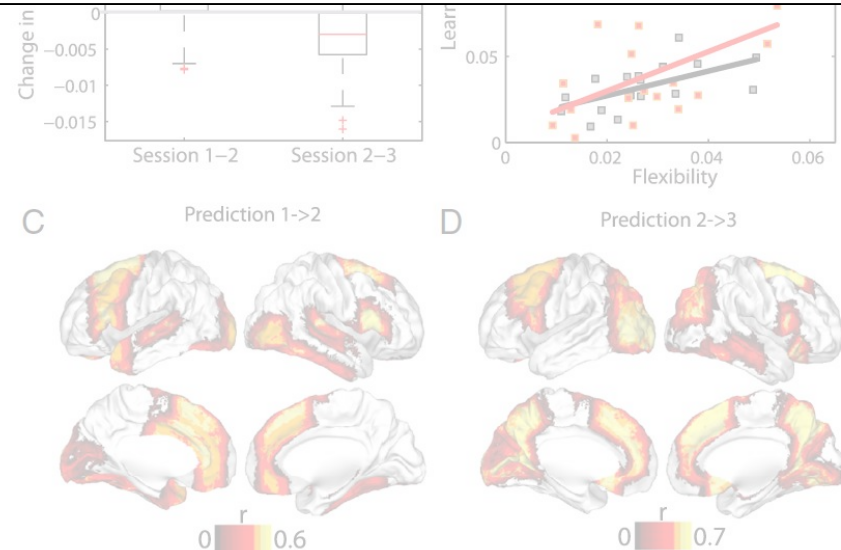 Change in
0
−0.005
−0.01
−0.015
Session 1−2
Session 2−3
Learn
0.05
0
0
0.02
0.04
0.06
Flexibility
C
Prediction 1->2
D
Prediction 2->3
r
0
0.6
r
0
0.7